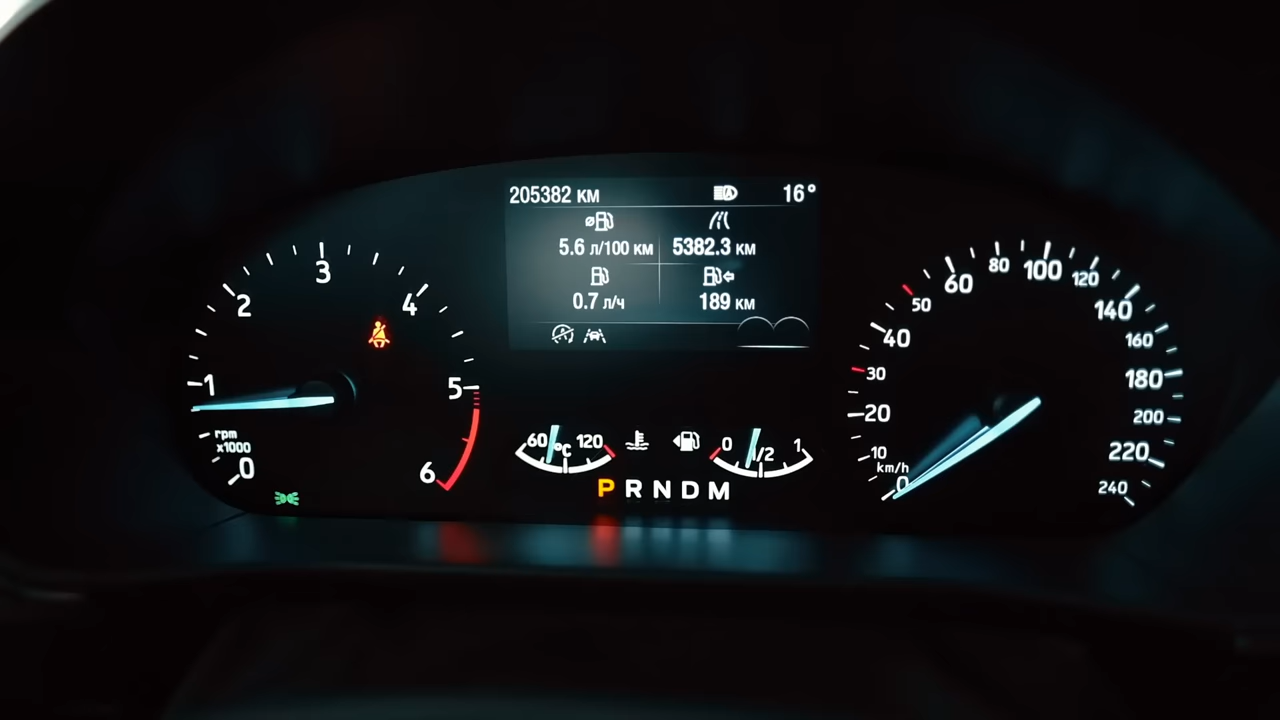 205382 км 16°
5.6 л/100 км 5382.3 км
0.7 л/ч 189 км
0 1 2 3 4 5 6
rpm
x1000
60 °C 120
0 1/2 1
P R N D M
0 10 20 30 40 50 60 80 100 120 140 160 180 200 220 240
km/h